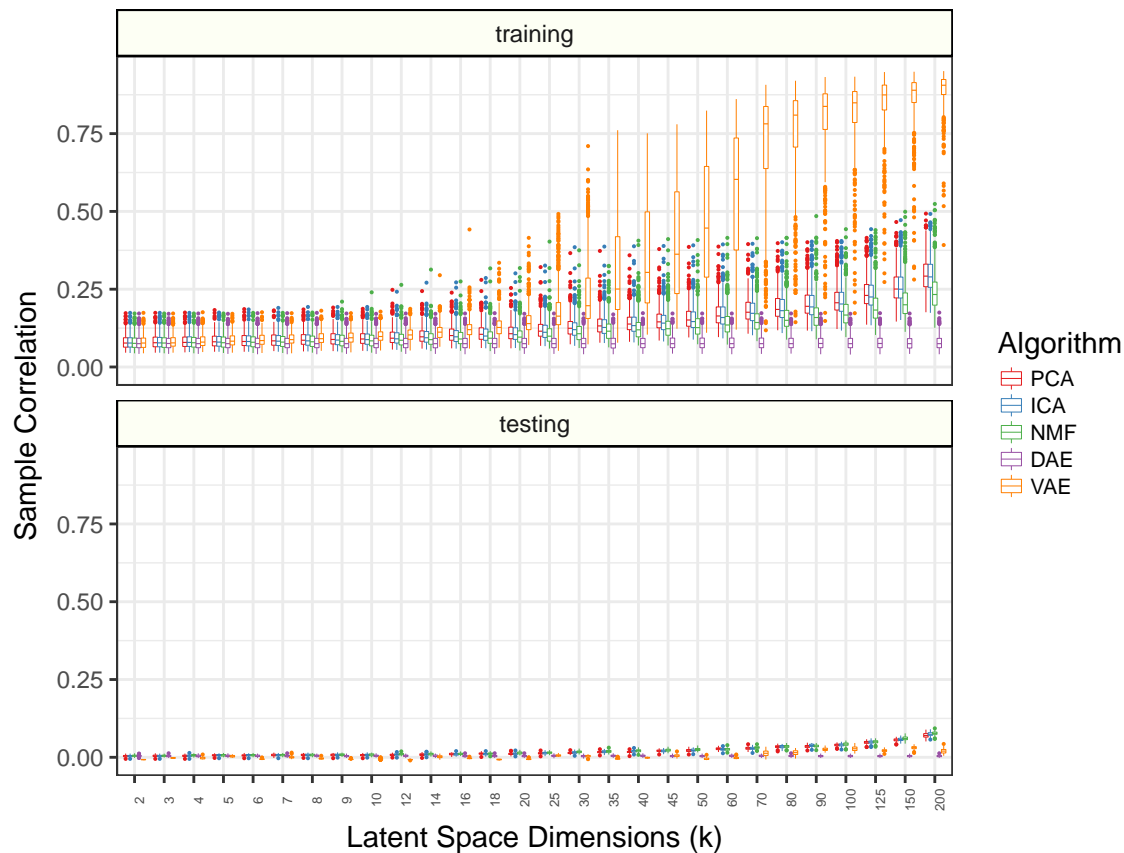 training
0.75
0.50
0.25
0.00
testing
0.75
0.50
0.25
0.00
Sample Correlation
2 3 4 5 6 7 8 9 10 12 14 16 18 20 25 30 35 40 45 50 60 70 80 90 100 125 150 200
Latent Space Dimensions (k)
Algorithm
PCA
ICA
NMF
DAE
VAE